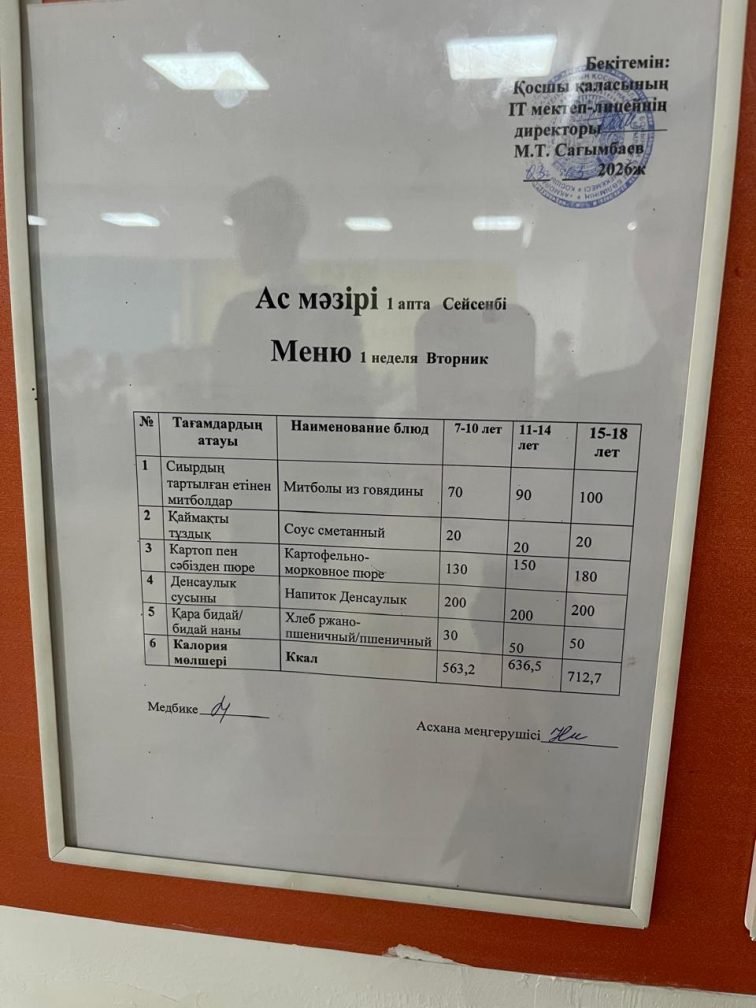 Бекітемін:
Қосшы қаласының
IT мектеп-лицейнің
директоры
М.Т. Сағымбаев
23 03 2026ж
Ас мәзірі 1 апта Сейсенбі
Меню 1 неделя Вторник
№ Тағамдардың атауы Наименование блюд 7-10 лет 11-14 лет 15-18 лет
1 Сиырдың тартылған етінен митболдар Митболы из говядины 70 90 100
2 Қаймақты тұздық Соус сметанный 20 20 20
3 Картоп пен сәбізден пюре Картофельно-морковное пюре 130 150 180
4 Денсаулык сусыны Напиток Денсаулык 200 200 200
5 Қара бидай/ бидай наны Хлеб ржано-пшеничный/пшеничный 30 50 50
6 Калория мөлшері Ккал 563,2 636,5 712,7
Медбике
Асхана меңгерушісі